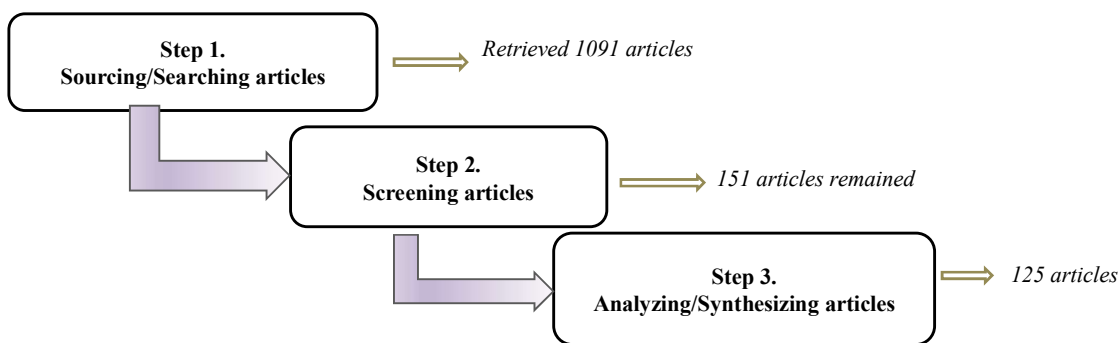 Step 1.
Sourcing/Searching articles
Retrieved 1091 articles
Step 2.
Screening articles
151 articles remained
Step 3.
Analyzing/Synthesizing articles
125 articles